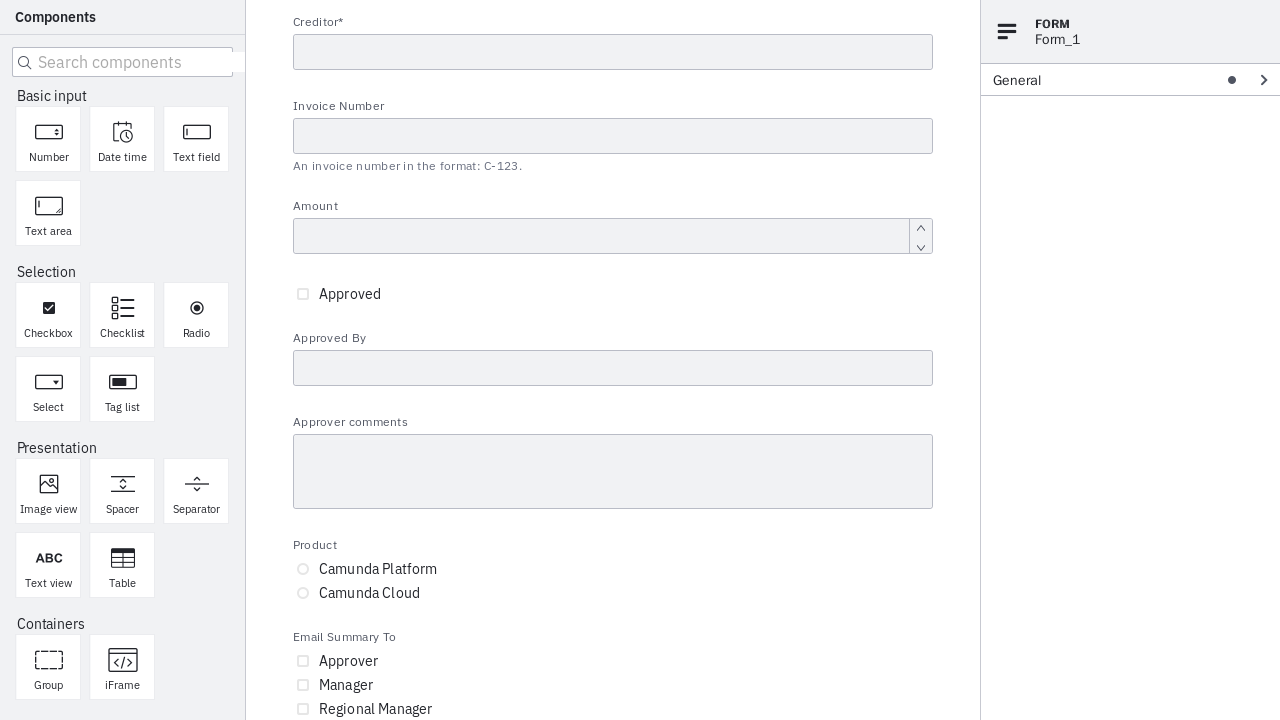 Components
Search components
Basic input
Number
Date time
Text field
Text area
Selection
Checkbox
Checklist
Radio
Select
Tag list
Presentation
Image view
Spacer
Separator
ABC
Text view
Table
Containers
Group
iFrame
Creditor*
Invoice Number
An invoice number in the format: C-123.
Amount
Approved
Approved By
Approver comments
Product
Camunda Platform
Camunda Cloud
Email Summary To
Approver
Manager
Regional Manager
FORM
Form_1
General